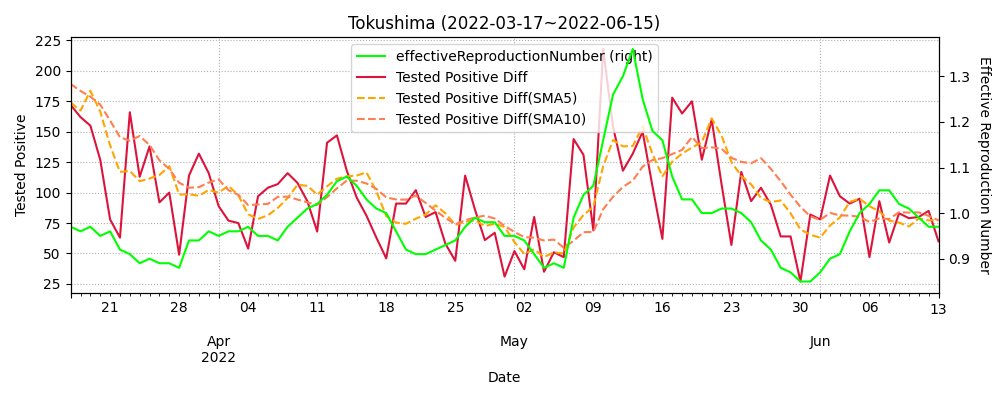 Tokushima (2022-03-17~2022-06-15)
effectiveReproductionNumber (right)
Tested Positive Diff
Tested Positive Diff(SMA5)
Tested Positive Diff(SMA10)
Tested Positive
225
200
175
150
125
100
75
50
25
Effective Reproduction Number
1.3
1.2
1.1
1.0
0.9
21 28 04 11 18 25 02 09 16 23 30 06 13
Apr May Jun
2022
Date